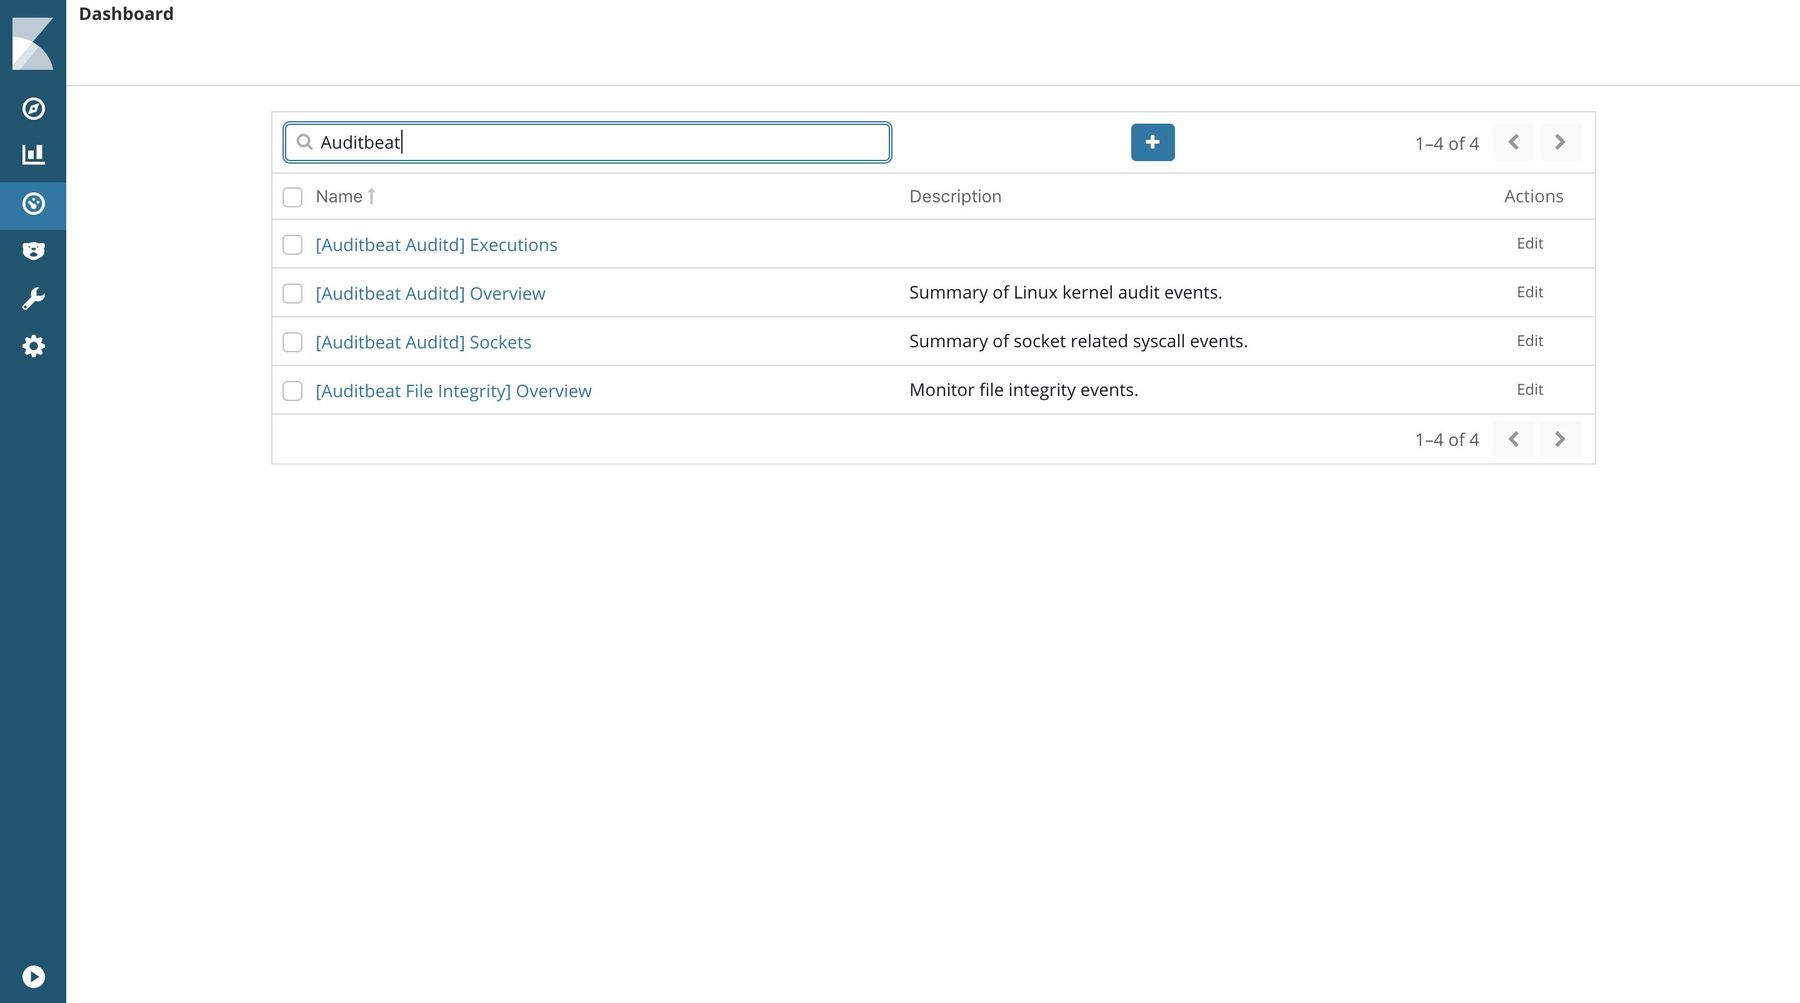 Dashboard
Auditbeat
1–4 of 4
Name Description Actions
[Auditbeat Auditd] Executions Edit
[Auditbeat Auditd] Overview Summary of Linux kernel audit events. Edit
[Auditbeat Auditd] Sockets Summary of socket related syscall events. Edit
[Auditbeat File Integrity] Overview Monitor file integrity events. Edit
1–4 of 4